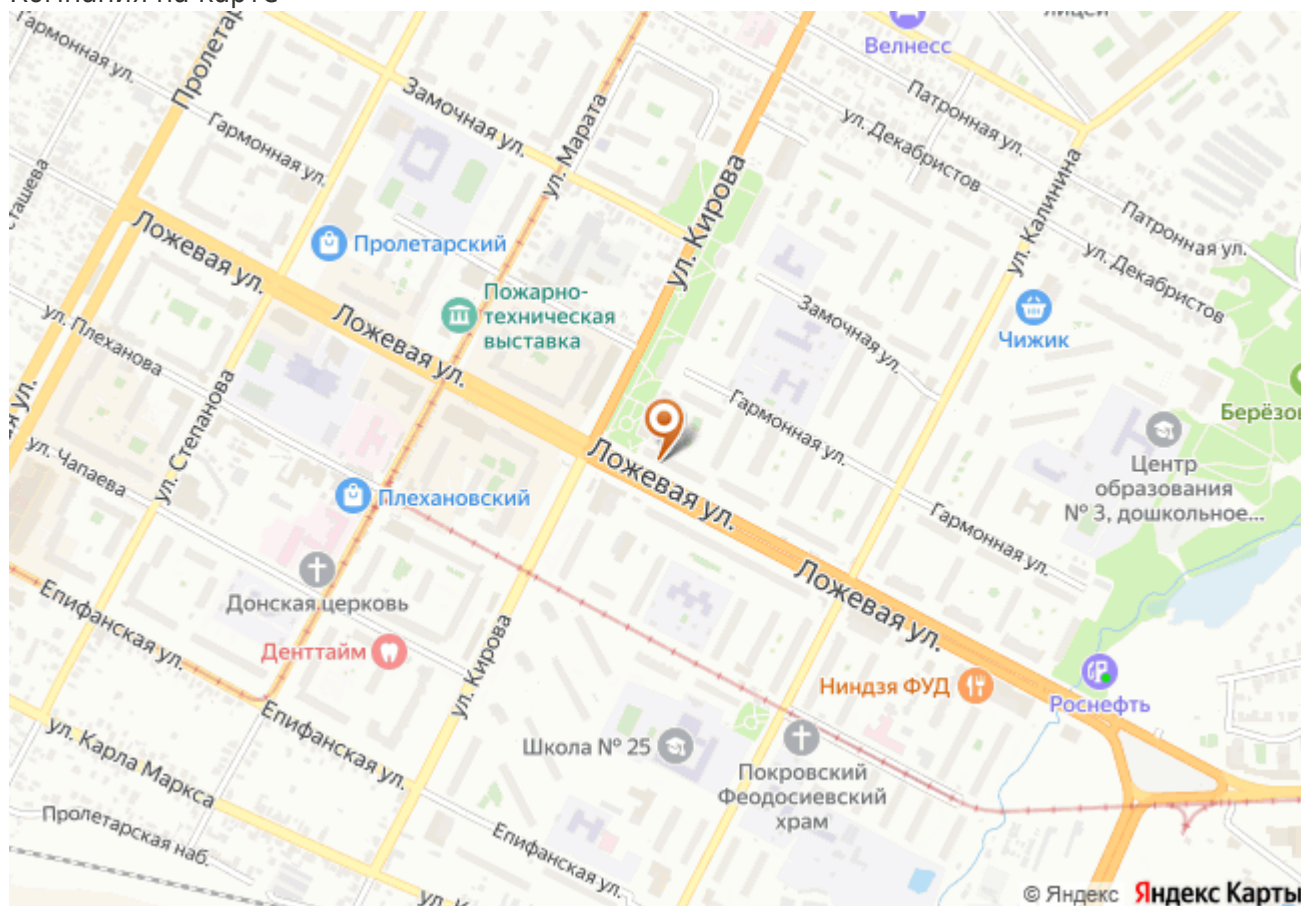 Компания на карте
лицей
Велнесс
Гармонная ул.
Замочная ул.
Патронная ул.
ул. Декабристов
Гармонная ул.
ул. Марата
ул. Кирова
ул. Калинина
Патронная ул.
ул. Декабристов
Ложевая ул.
Пролетарский
Пожарно-
техническая
выставка
Ложевая ул.
Замочная ул.
Чижик
ул. Плеханова
ул. Степанова
Гармонная ул.
Центр
образования
№ 3, дошкольное...
ул. Чапаева
Плехановский
Ложевая ул.
Гармонная ул.
Донская церковь
Ложевая ул.
Епифанская ул.
Денттайм
ул. Кирова
Ниндзя ФУД
Роснефть
Епифанская ул.
Школа № 25
Покровский
Феодосиевский
храм
ул. Карла Маркса
Пролетарская наб.
Епифанская ул.
© Яндекс Яндекс Карты